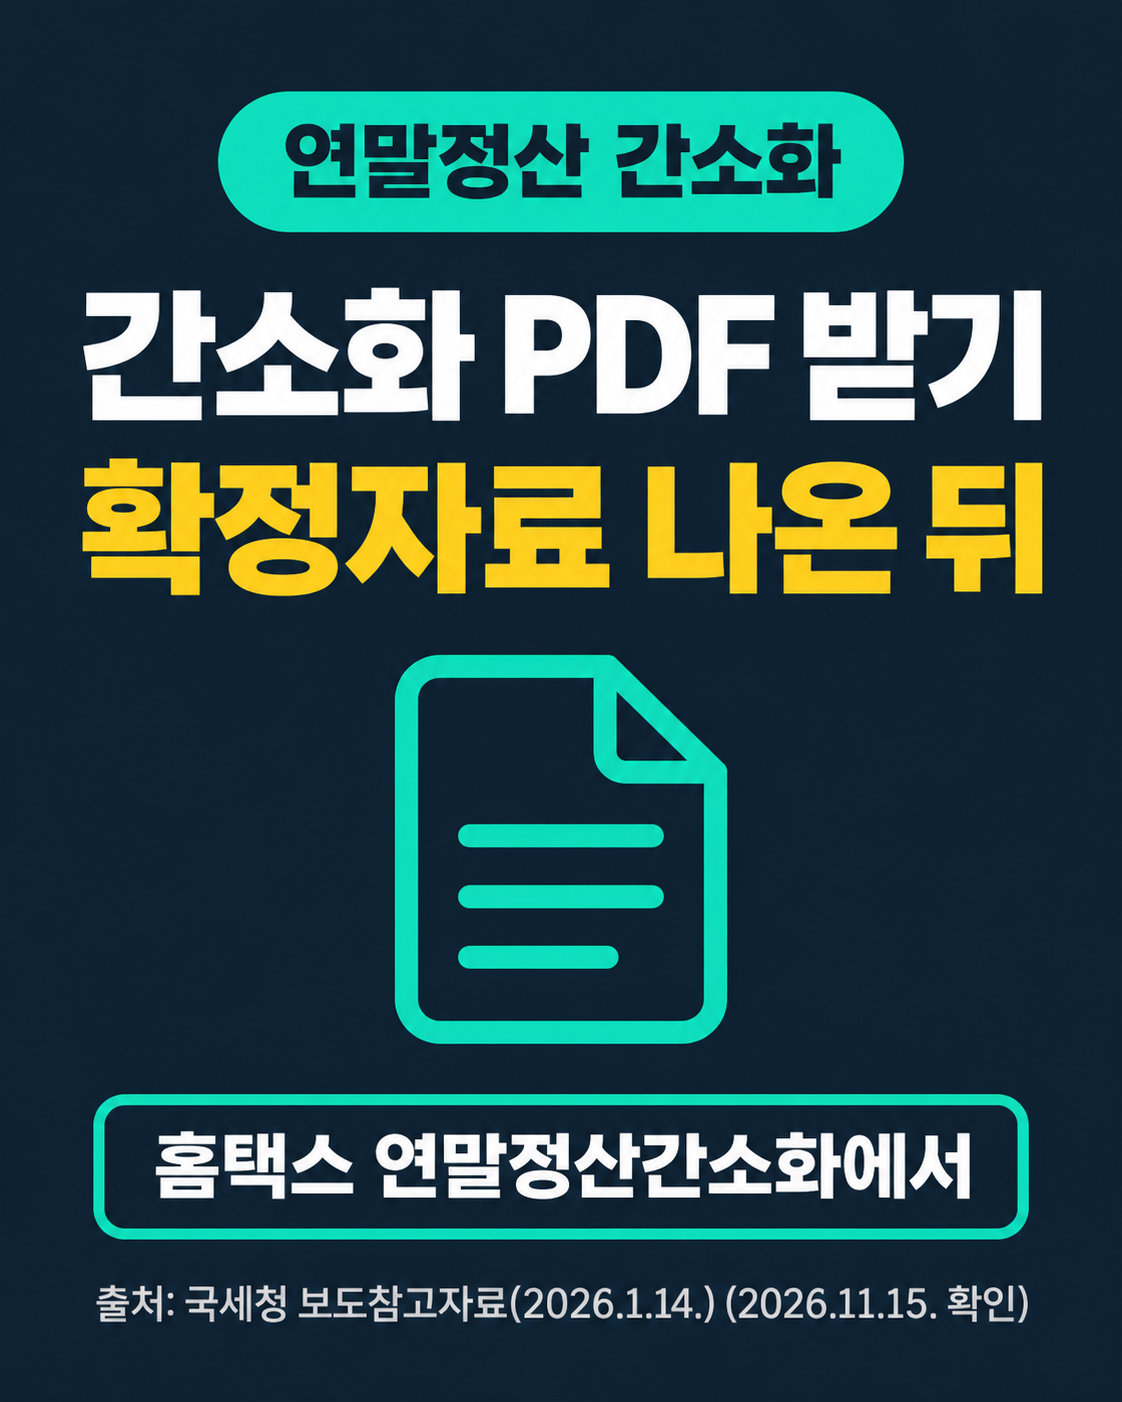 연말정산 간소화
간소화 PDF 받기
확정자료 나온 뒤
홈택스 연말정산간소화에서
출처: 국세청 보도참고자료(2026.1.14.) (2026.11.15. 확인)